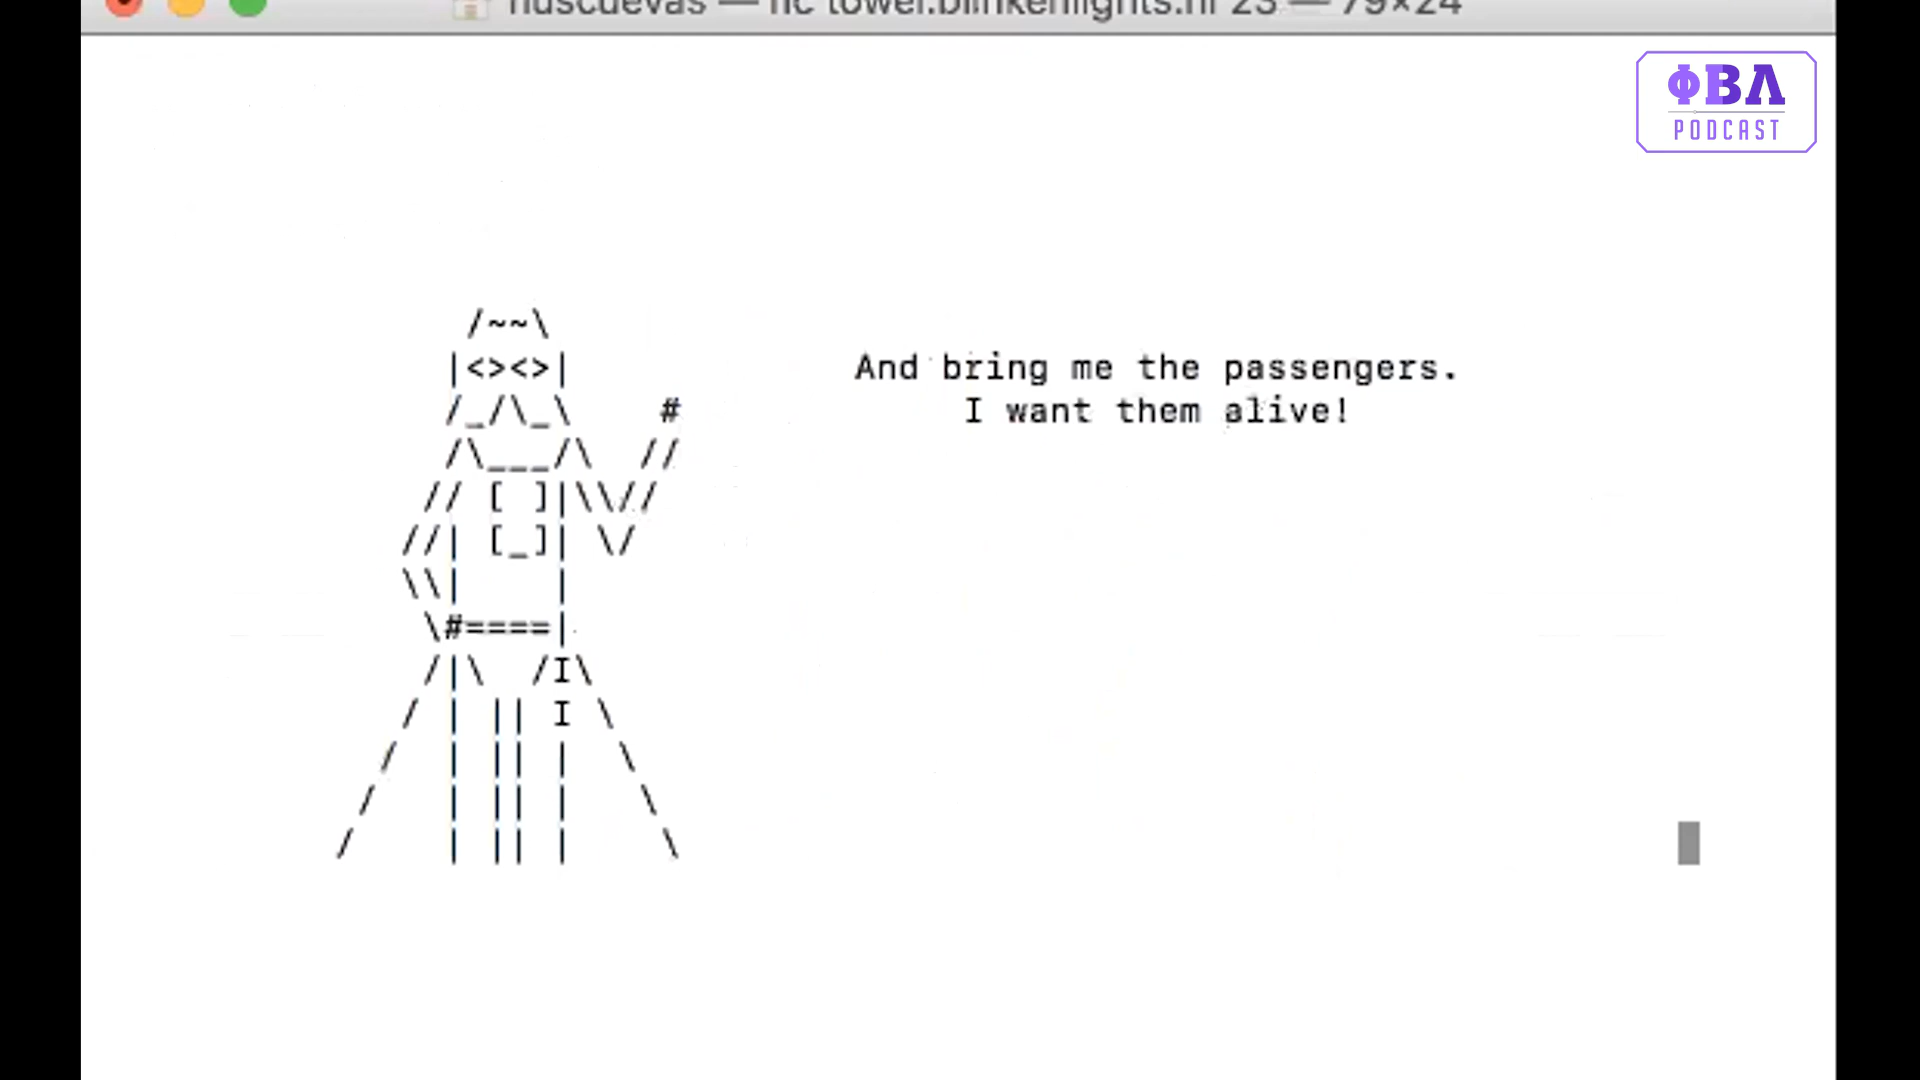 ΦΒΛ
PODCAST
And bring me the passengers.
I want them alive!